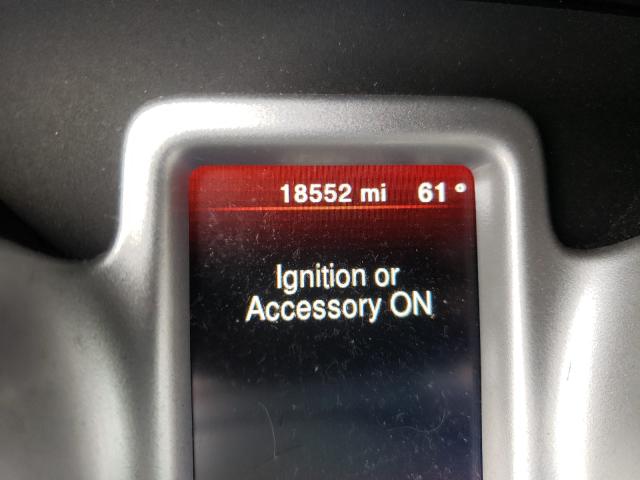 18552 mi 61°
Ignition or
Accessory ON